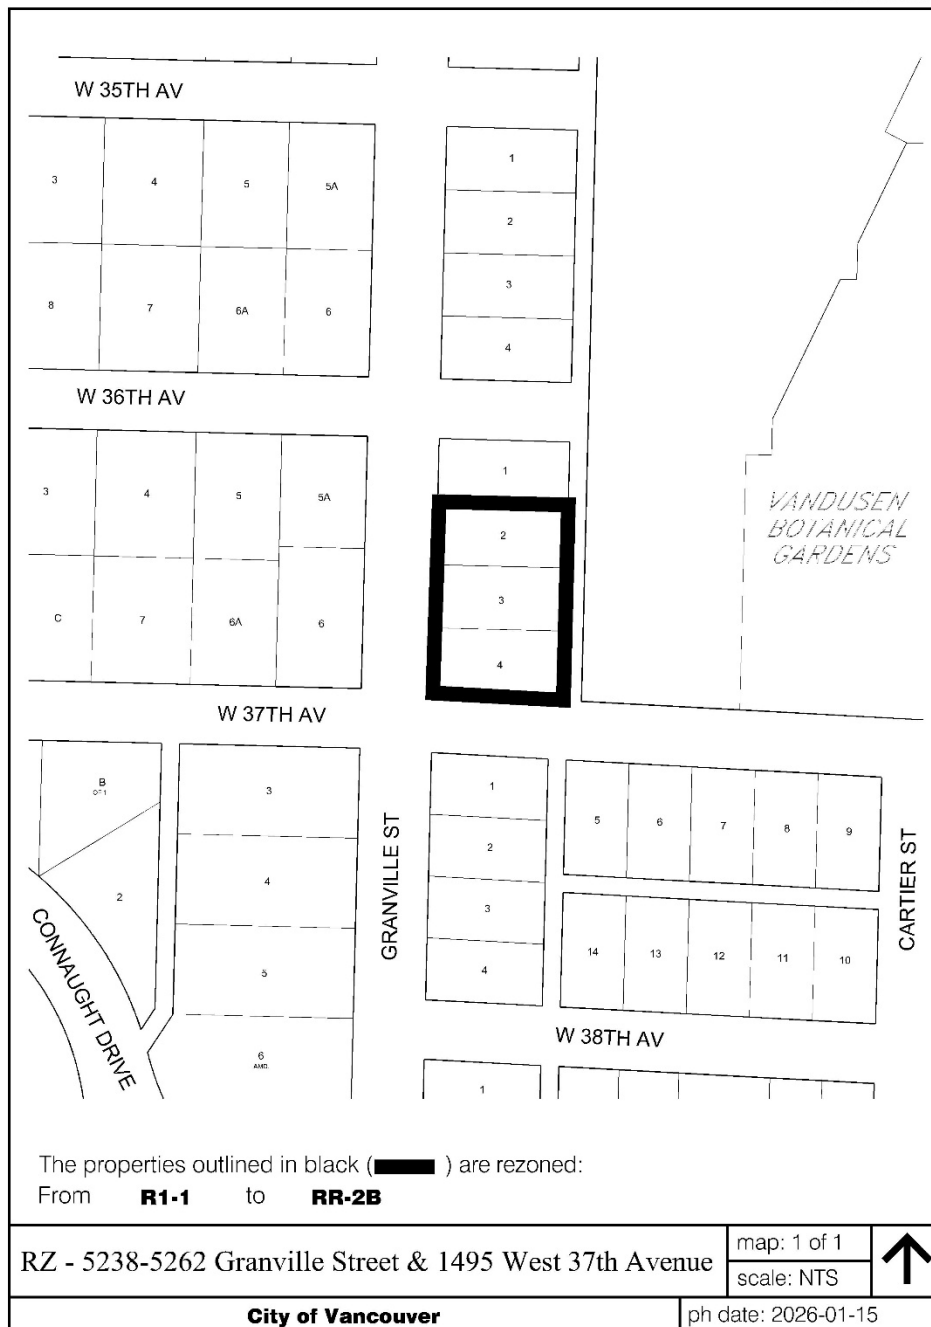 W 35TH AV
3
4
5
5A
1
2
8
7
6A
6
3
4
W 36TH AV
3
4
5
5A
1
VANDUSEN
BOTANICAL
GARDENS
2
C
7
6A
6
3
4
W 37TH AV
B
OF 1
3
1
5
6
7
8
9
2
4
2
GRANVILLE ST
CARTIER ST
CONNAUGHT DRIVE
3
5
4
14
13
12
11
10
W 38TH AV
6
AMD.
1
The properties outlined in black ( ) are rezoned:
From R1-1 to RR-2B
RZ - 5238-5262 Granville Street & 1495 West 37th Avenue
map: 1 of 1
scale: NTS
City of Vancouver
ph date: 2026-01-15